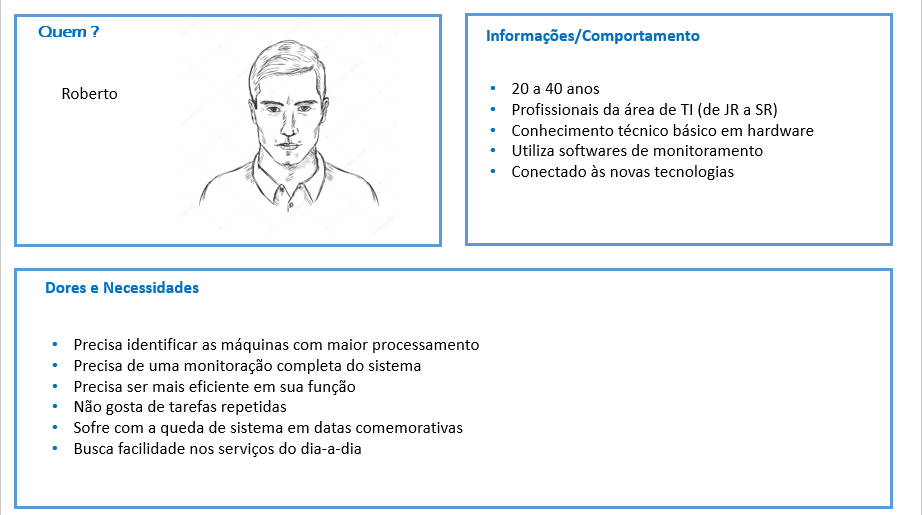 Quem ?
Roberto
Informações/Comportamento
• 20 a 40 anos
• Profissionais da área de TI (de JR a SR)
• Conhecimento técnico básico em hardware
• Utiliza softwares de monitoramento
• Conectado às novas tecnologias
Dores e Necessidades
• Precisa identificar as máquinas com maior processamento
• Precisa de uma monitoração completa do sistema
• Precisa ser mais eficiente em sua função
• Não gosta de tarefas repetidas
• Sofre com a queda de sistema em datas comemorativas
• Busca facilidade nos serviços do dia-a-dia